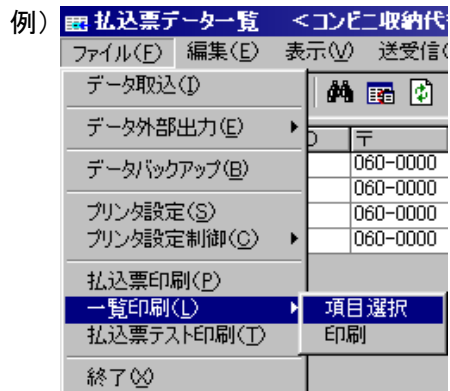 例）
払込票データ一覧　＜コンビニ収納代
ファイル(F)　編集(E)　表示(V)　送受信(
データ取込(I)
データ外部出力(E)
データバックアップ(B)
プリンタ設定(S)
プリンタ設定制御(C)
払込票印刷(P)
一覧印刷(L)
払込票テスト印刷(T)
終了(X)
項目選択
印刷
〒
060-0000
060-0000
060-0000
060-0000